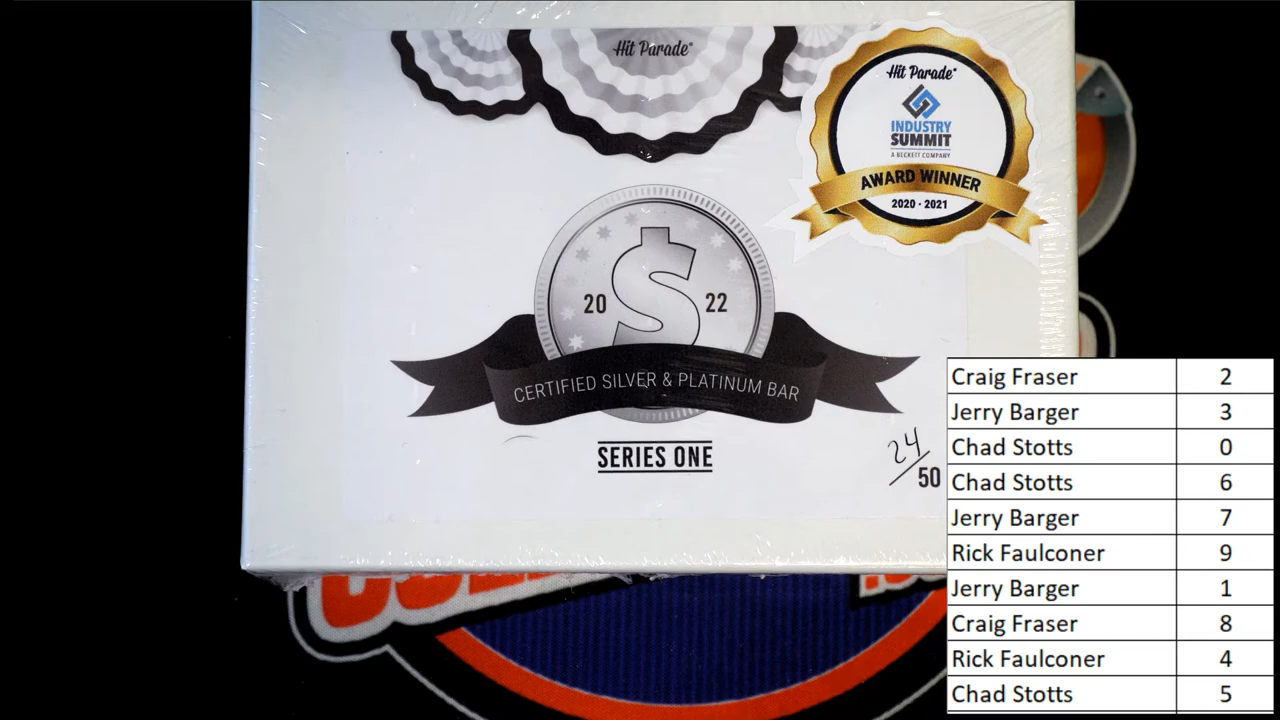 Hit Parade®
Hit Parade®
INDUSTRY
SUMMIT
A BECKETT COMPANY
AWARD WINNER
2020 · 2021
20 $ 22
CERTIFIED SILVER & PLATINUM BAR
SERIES ONE
24/50
Craig Fraser 2
Jerry Barger 3
Chad Stotts 0
Chad Stotts 6
Jerry Barger 7
Rick Faulconer 9
Jerry Barger 1
Craig Fraser 8
Rick Faulconer 4
Chad Stotts 5